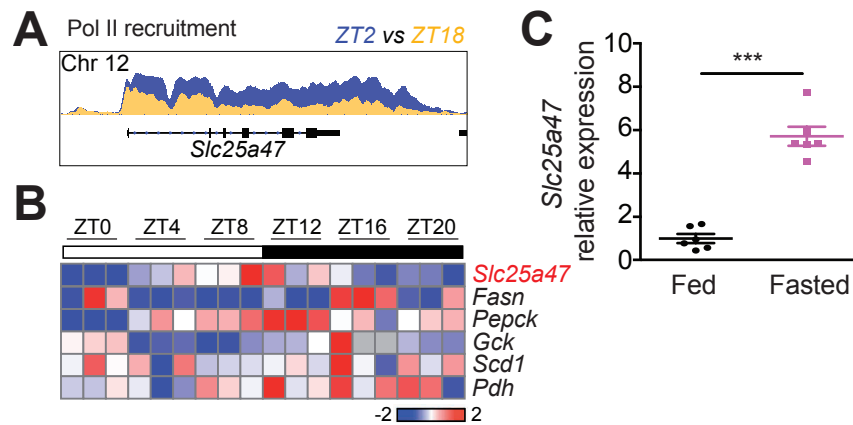 A
Pol II recruitment
ZT2 vs ZT18
Chr 12
Slc25a47
B
ZT0 ZT4 ZT8 ZT12 ZT16 ZT20
Slc25a47
Fasn
Pepck
Gck
Scd1
Pdh
-2 2
C
Slc25a47
relative expression
10
8
6
4
2
0
***
Fed Fasted